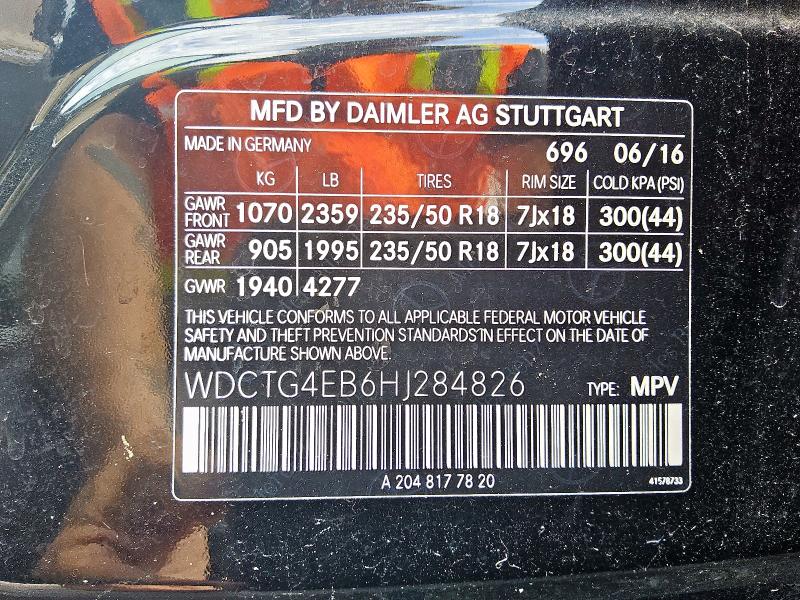 MFD BY DAIMLER AG STUTTGART
MADE IN GERMANY 696 06/16
KG LB TIRES RIM SIZE COLD KPA (PSI)
GAWR FRONT 1070 2359 235/50 R18 7Jx18 300(44)
GAWR REAR 905 1995 235/50 R18 7Jx18 300(44)
GVWR 1940 4277
THIS VEHICLE CONFORMS TO ALL APPLICABLE FEDERAL MOTOR VEHICLE
SAFETY AND THEFT PREVENTION STANDARDS IN EFFECT ON THE DATE OF
MANUFACTURE SHOWN ABOVE.
WDCTG4EB6HJ284826 TYPE: MPV
A 204 817 78 20 41578733